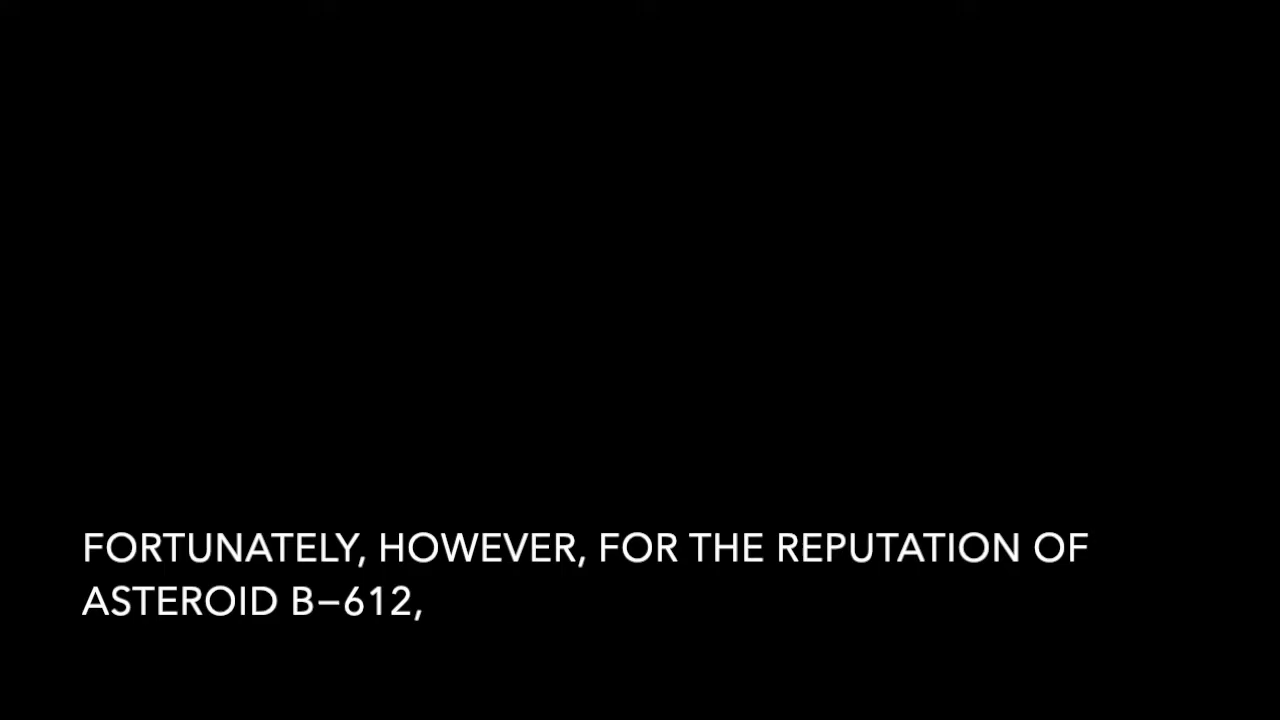 FORTUNATELY, HOWEVER, FOR THE REPUTATION OF
ASTEROID B–612,